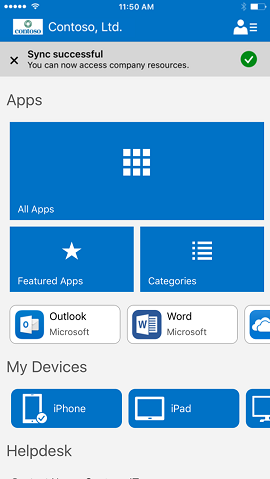 11:50 AM
contoso
Contoso, Ltd.
Sync successful
You can now access company resources.
Apps
All Apps
Featured Apps
Categories
Outlook
Microsoft
Word
Microsoft
My Devices
iPhone
iPad
Helpdesk